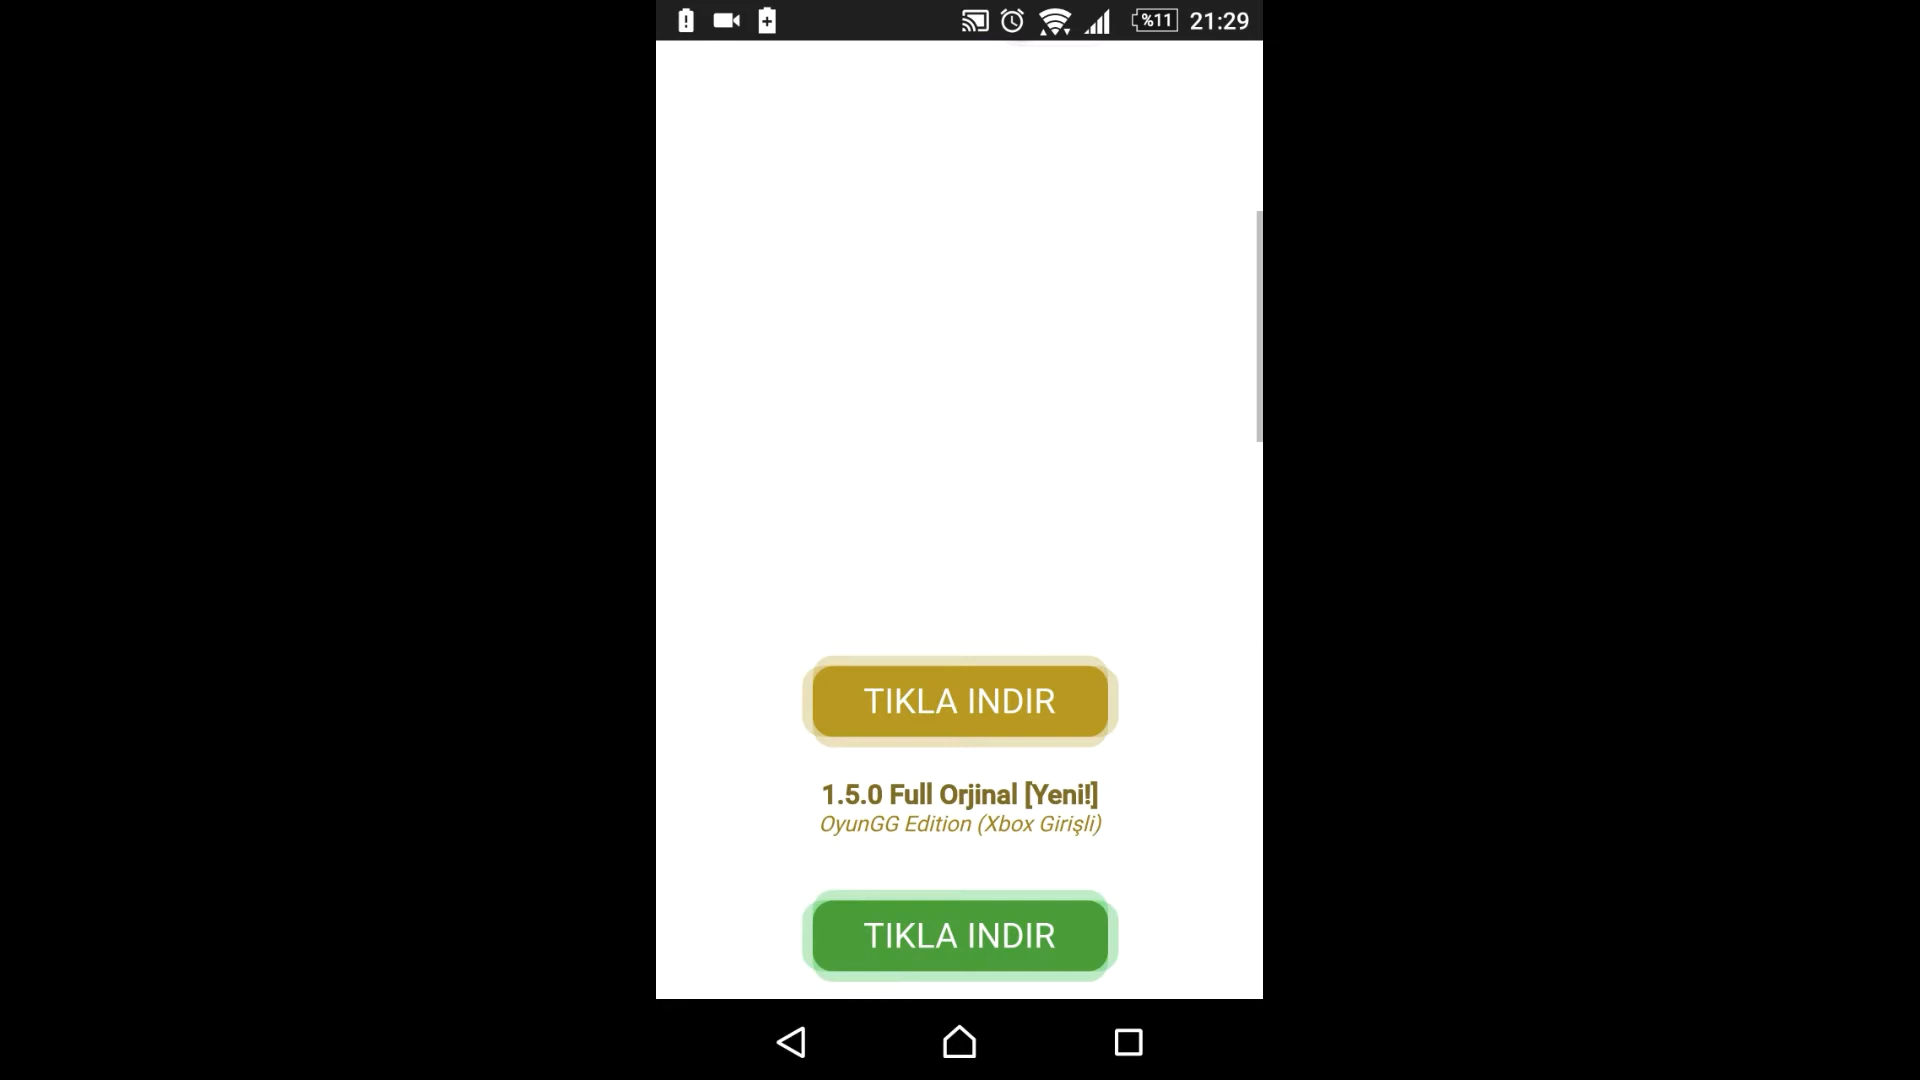 %11 21:29
TIKLA INDIR
1.5.0 Full Orjinal [Yeni!]
OyunGG Edition (Xbox Girişli)
TIKLA INDIR